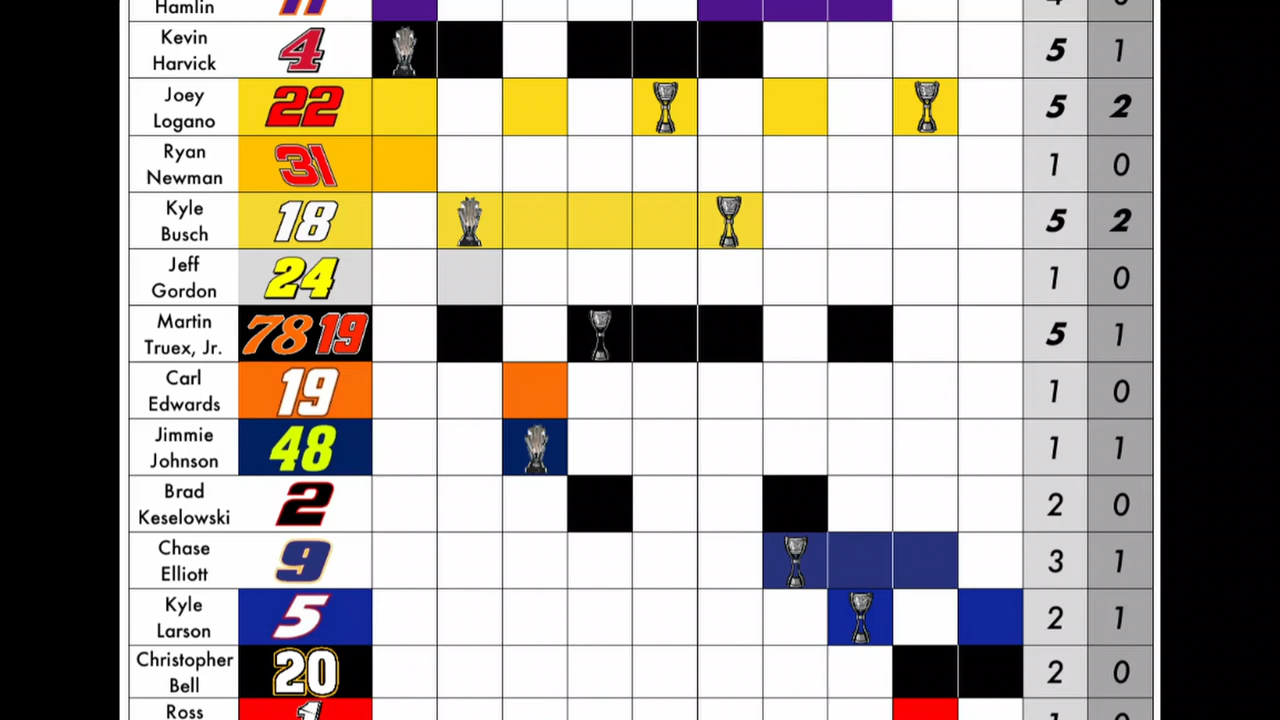 Hamlin 11
Kevin
Harvick 4 5 1
Joey
Logano 22 5 2
Ryan
Newman 31 1 0
Kyle
Busch 18 5 2
Jeff
Gordon 24 1 0
Martin
Truex, Jr. 78 19 5 1
Carl
Edwards 19 1 0
Jimmie
Johnson 48 1 1
Brad
Keselowski 2 2 0
Chase
Elliott 9 3 1
Kyle
Larson 5 2 1
Christopher
Bell 20 2 0
Ross 1